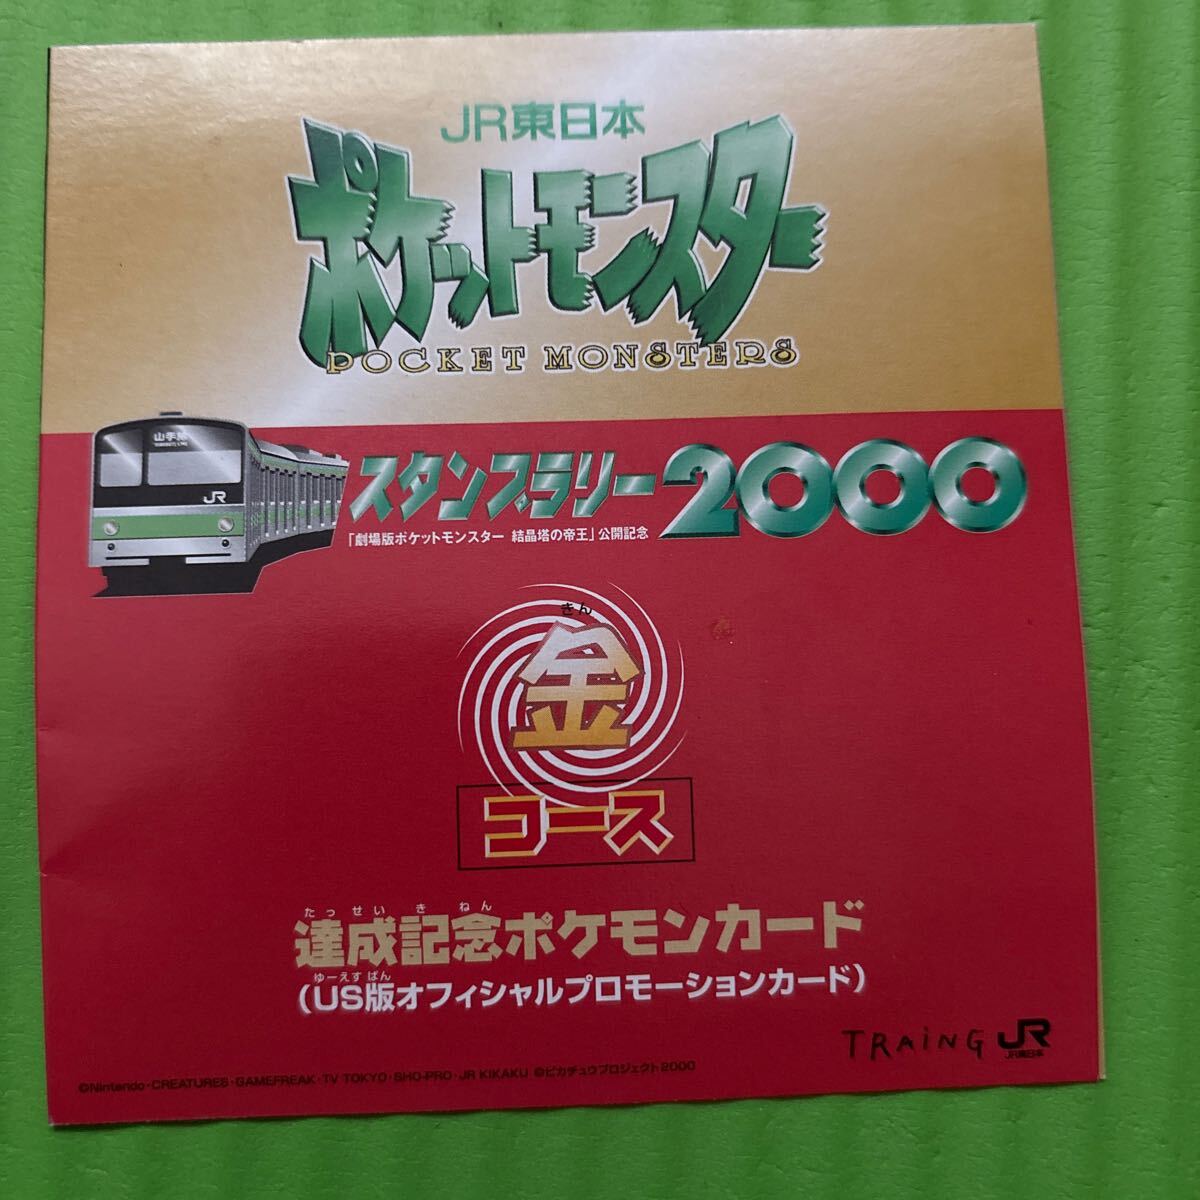 JR東日本
ポケットモンスター
POCKET MONSTERS
山手線
JR
スタンプラリー2000
「劇場版ポケットモンスター 結晶塔の帝王」公開記念
きん
金
コース
たっせい き ねん
達成記念ポケモンカード
ゆーえすばん
(US版オフィシャルプロモーションカード)
TRAiNG JR
JR東日本
©Nintendo・CREATURES・GAMEFREAK・TV TOKYO・SHO-PRO・JR KIKAKU ©ピカチュウプロジェクト2000